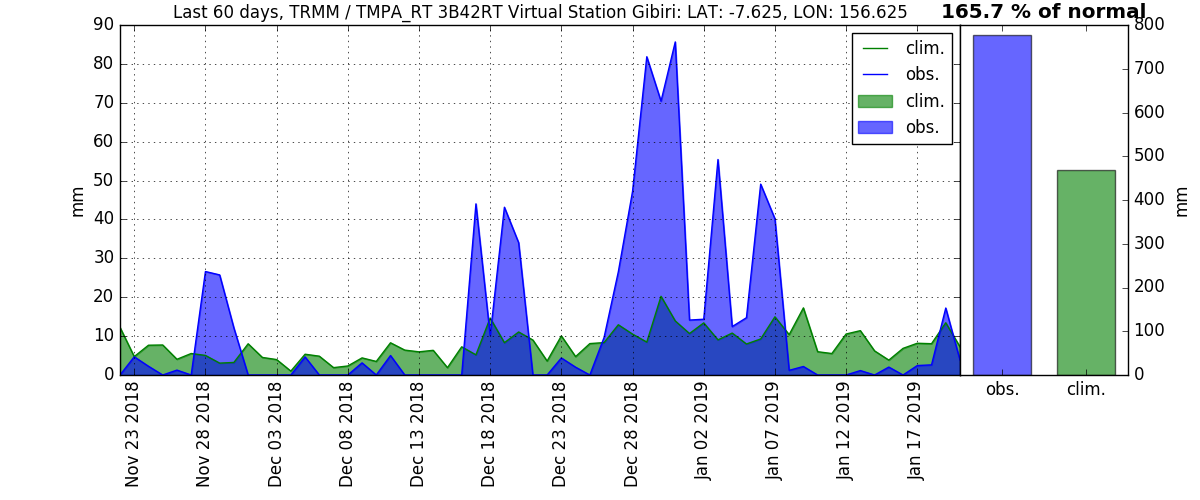 Last 60 days, TRMM / TMPA_RT 3B42RT Virtual Station Gibiri: LAT: -7.625, LON: 156.625
165.7 % of normal
90
80
70
60
50
40
30
20
10
0
mm
clim.
obs.
clim.
obs.
Nov 23 2018
Nov 28 2018
Dec 03 2018
Dec 08 2018
Dec 13 2018
Dec 18 2018
Dec 23 2018
Dec 28 2018
Jan 02 2019
Jan 07 2019
Jan 12 2019
Jan 17 2019
800
700
600
500
400
300
200
100
0
mm
obs.
clim.